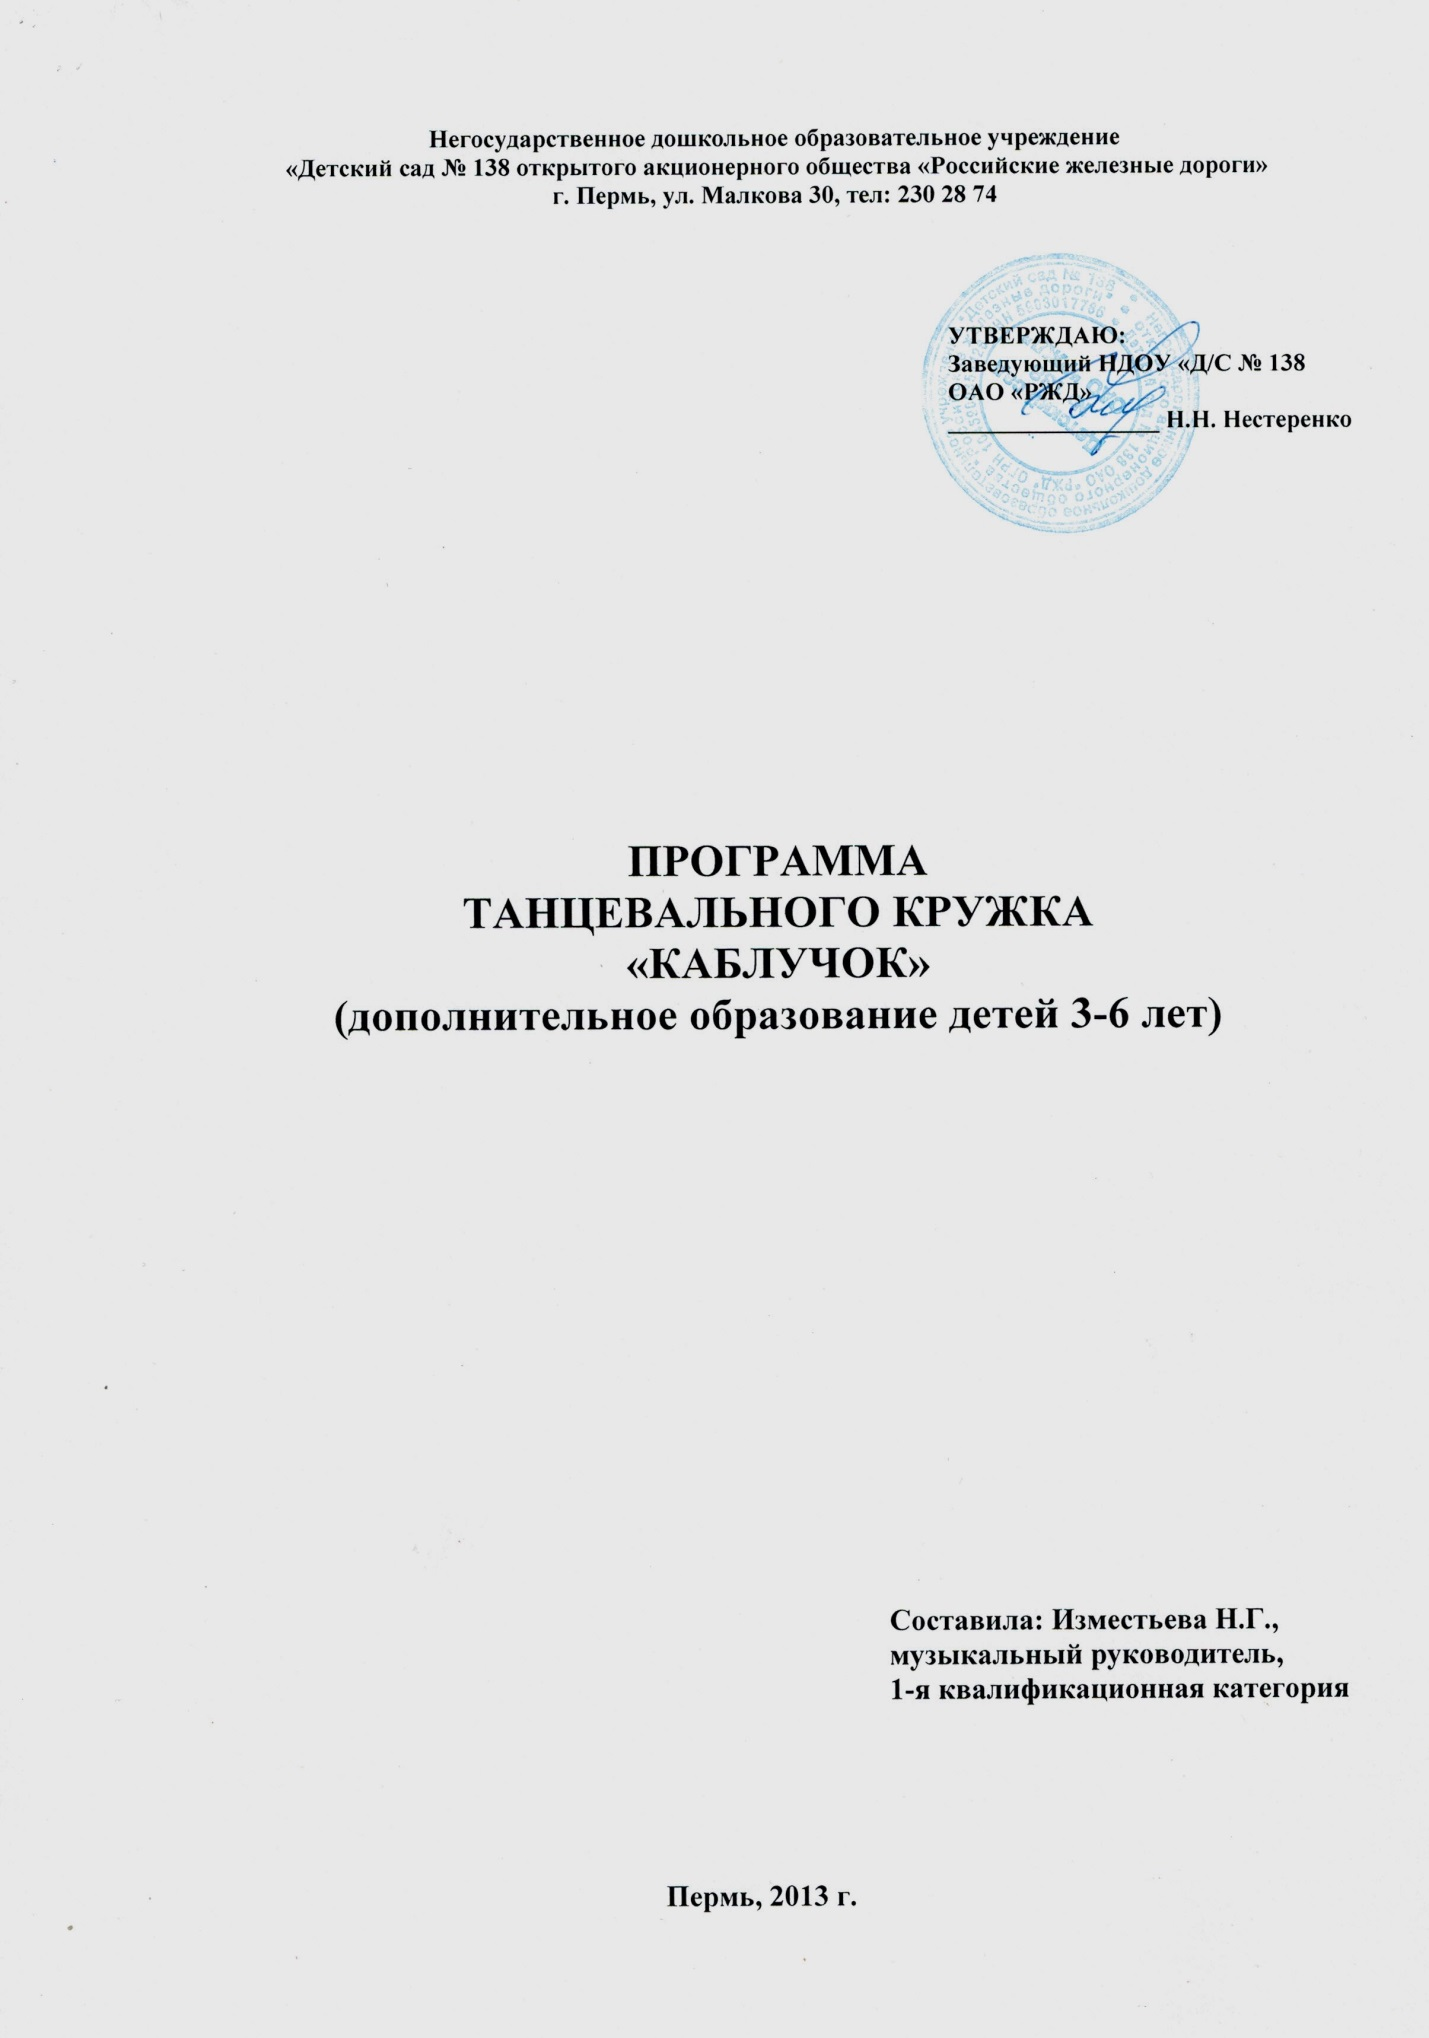 Негосударственное дошкольное образовательное учреждение
«Детский сад № 138 открытого акционерного общества «Российские железные дороги»
г. Пермь, ул. Малкова 30, тел: 230 28 74
УТВЕРЖДАЮ:
Заведующий НДОУ «Д/С № 138
ОАО «РЖД»
Н.Н. Нестеренко
ПРОГРАММА
ТАНЦЕВАЛЬНОГО КРУЖКА
«КАБЛУЧОК»
(дополнительное образование детей 3-6 лет)
Составила: Изместьева Н.Г.,
музыкальный руководитель,
1-я квалификационная категория
Пермь, 2013 г.